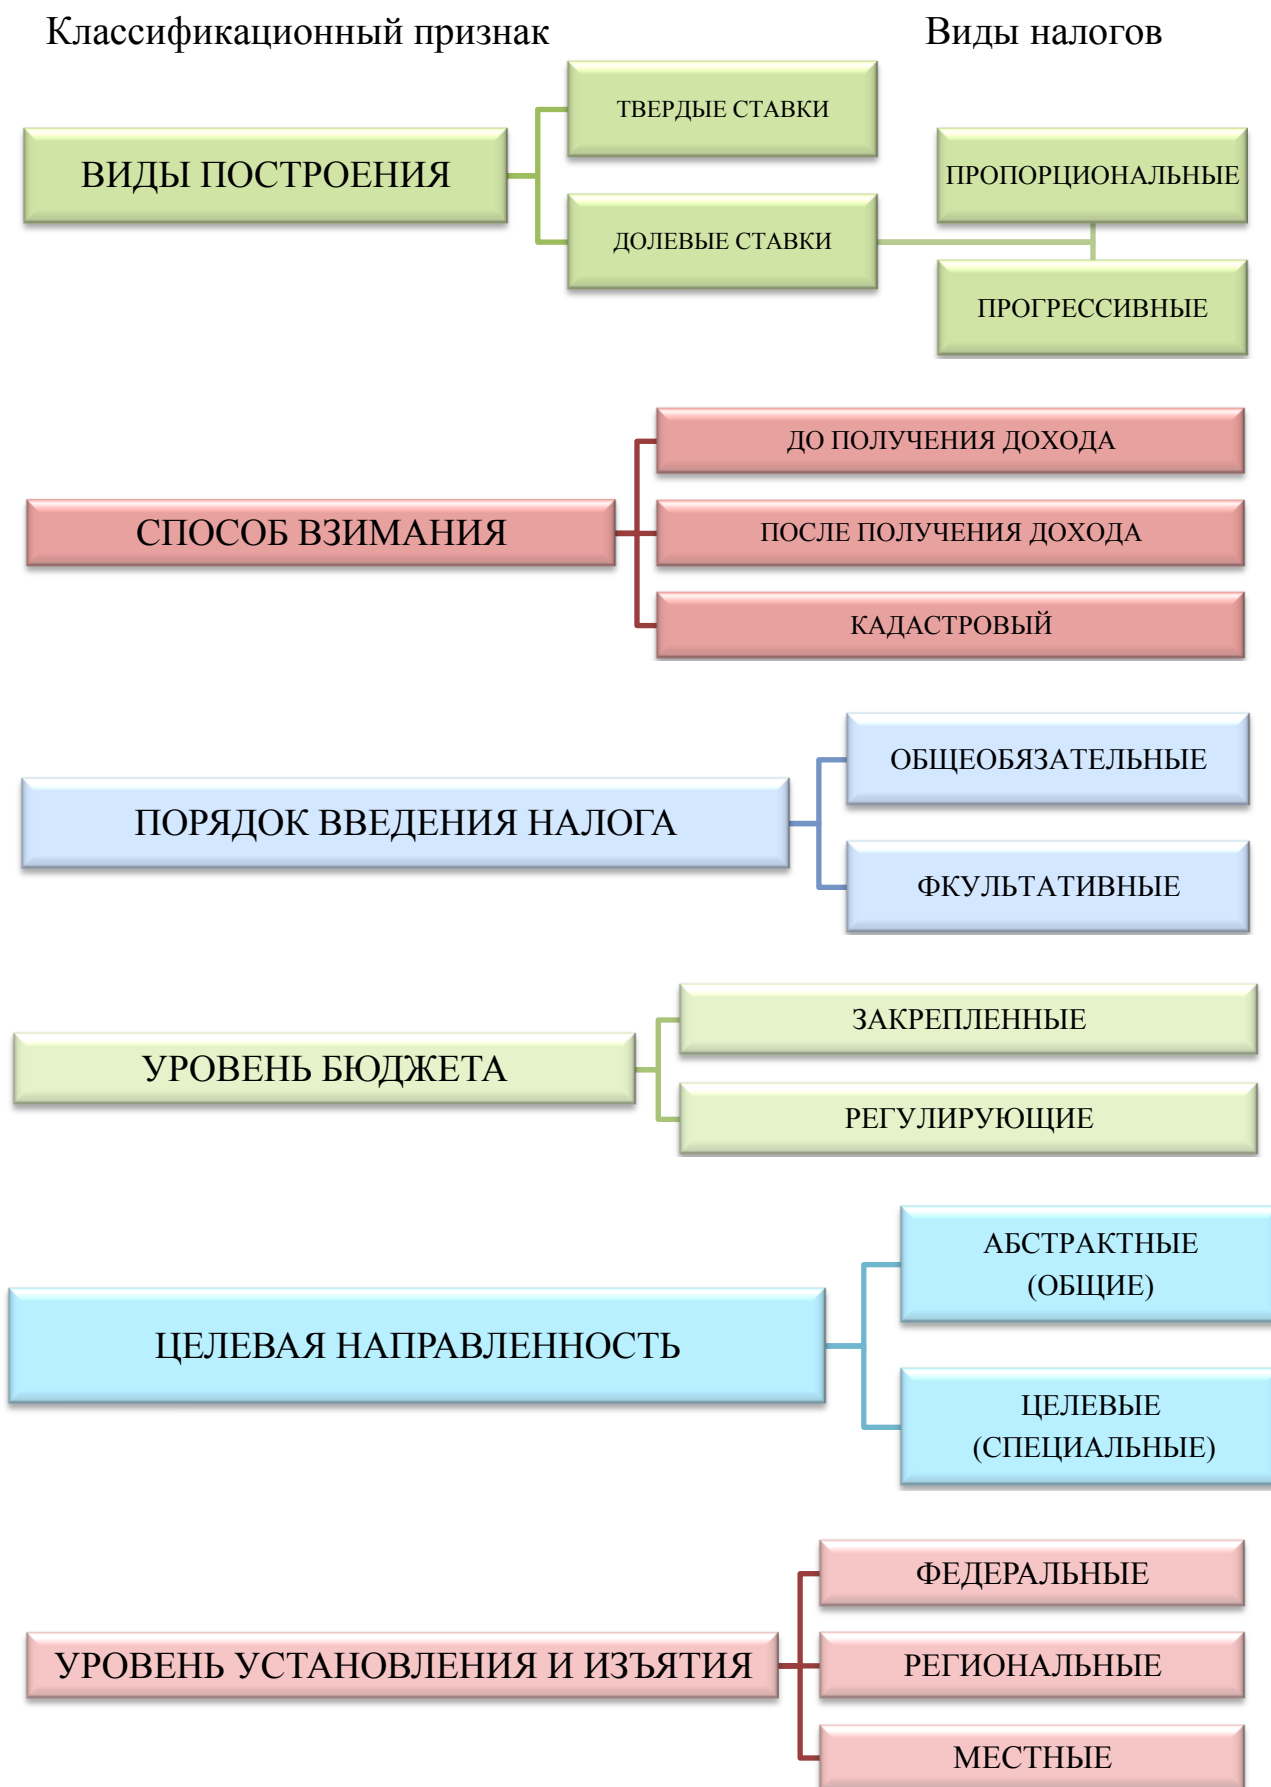 Классификационный признак
Виды налогов
ВИДЫ ПОСТРОЕНИЯ
ТВЕРДЫЕ СТАВКИ
ДОЛЕВЫЕ СТАВКИ
ПРОПОРЦИОНАЛЬНЫЕ
ПРОГРЕССИВНЫЕ
СПОСОБ ВЗИМАНИЯ
ДО ПОЛУЧЕНИЯ ДОХОДА
ПОСЛЕ ПОЛУЧЕНИЯ ДОХОДА
КАДАСТРОВЫЙ
ПОРЯДОК ВВЕДЕНИЯ НАЛОГА
ОБЩЕОБЯЗАТЕЛЬНЫЕ
ФКУЛЬТАТИВНЫЕ
УРОВЕНЬ БЮДЖЕТА
ЗАКРЕПЛЕННЫЕ
РЕГУЛИРУЮЩИЕ
ЦЕЛЕВАЯ НАПРАВЛЕННОСТЬ
АБСТРАКТНЫЕ
(ОБЩИЕ)
ЦЕЛЕВЫЕ
(СПЕЦИАЛЬНЫЕ)
УРОВЕНЬ УСТАНОВЛЕНИЯ И ИЗЪЯТИЯ
ФЕДЕРАЛЬНЫЕ
РЕГИОНАЛЬНЫЕ
МЕСТНЫЕ